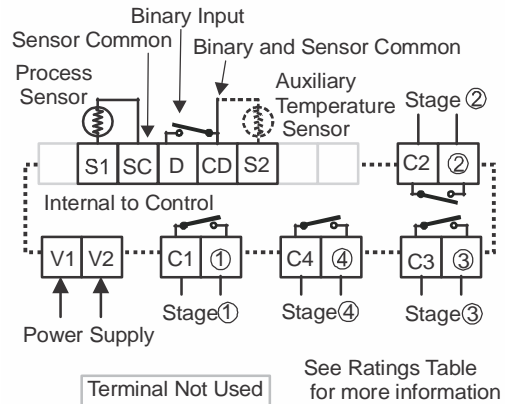 Binary Input
Sensor Common
Binary and Sensor Common
Process
Sensor
Auxiliary
Temperature
Sensor
Stage ②
S1 SC D CD S2
C2 ②
Internal to Control
V1 V2
C1 ①
C4 ④
C3 ③
Stage①
Stage④
Stage③
Power Supply
Terminal Not Used
See Ratings Table
for more information